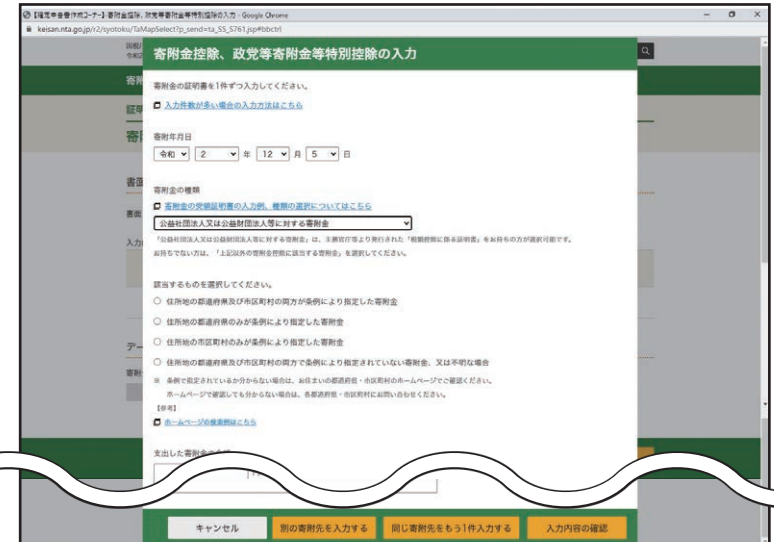 【確定申告書作成コーナー】-寄附金控除、政党等寄附金等特別控除の入力 - Google Chrome
keisan.nta.go.jp/r2/syotoku/TaMapSelect?p_send=ta_SS_S761.jsp#bbctrl
寄附金控除、政党等寄附金等特別控除の入力
寄附金の証明書を1件ずつ入力してください。
入力件数が多い場合の入力方法はこちら
寄附年月日
令和 2 年 12 月 5 日
寄附金の種類
寄附金の受領証明書の入力例、種類の選択についてはこちら
公益社団法人又は公益財団法人等に対する寄附金
「公益社団法人又は公益財団法人等に対する寄附金」は、主務官庁等より発行された「税額控除に係る証明書」をお持ちの方が選択可能です。
お持ちでない方は、「上記以外の寄附金控除に該当する寄附金」を選択してください。
該当するものを選択してください。
住所地の都道府県及び市区町村の両方が条例により指定した寄附金
住所地の都道府県のみが条例により指定した寄附金
住所地の市区町村のみが条例により指定した寄附金
住所地の都道府県及び市区町村の両方で条例により指定されていない寄附金、又は不明な場合
※ 条例で指定されているか分からない場合は、お住まいの都道府県・市区町村のホームページでご確認ください。
ホームページで確認しても分からない場合は、各都道府県・市区町村にお問い合わせください。
【参考】
ホームページの検索例はこちら
支出した寄附金の
キャンセル 別の寄附先を入力する 同じ寄附先をもう1件入力する 入力内容の確認